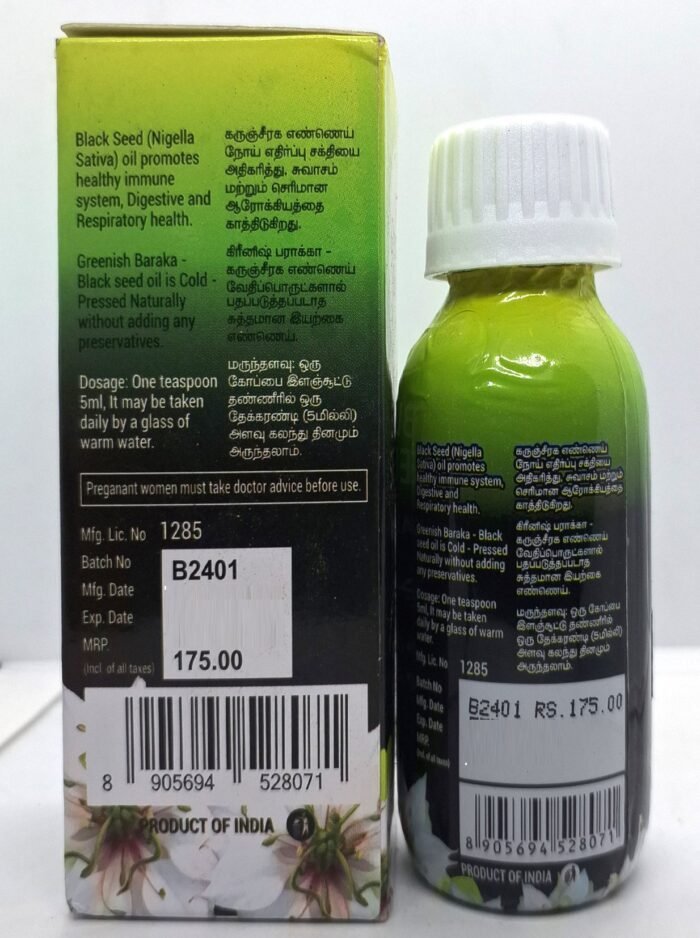 Black Seed (Nigella
Sativa) oil promotes
healthy immune
system, Digestive and
Respiratory health.
கருஞ்சீரக எண்ணெய்
நோய் எதிர்ப்பு சக்தியை
அதிகரித்து, சுவாசம்
மற்றும் செரிமான
ஆரோக்கியத்தை
காத்திடுகிறது.
Greenish Baraka -
Black seed oil is Cold -
Pressed Naturally
without adding any
preservatives.
கிரீனிஷ் பராக்கா -
கருஞ்சீரக எண்ணெய்
வேதிப்பொருட்களால்
பதப்படுத்தப்படாத
சுத்தமான இயற்கை
எண்ணெய்.
Dosage: One teaspoon
5ml, It may be taken
daily by a glass of
warm water.
மருந்தளவு: ஒரு
கோப்பை இளஞ்சூட்டு
தண்ணீரில் ஒரு
தேக்கரண்டி (5மில்லி)
அளவு கலந்து தினமும்
அருந்தலாம்.
Preganant women must take doctor advice before use.
Mfg. Lic. No 1285
Batch No B2401
Mfg. Date
Exp. Date
MRP.
(incl. of all taxes) 175.00
8 905694 528071
PRODUCT OF INDIA
Black Seed (Nigella
Sativa) oil promotes
healthy immune system,
Digestive and
Respiratory health.
கருஞ்சீரக எண்ணெய்
நோய் எதிர்ப்பு சக்தியை
அதிகரித்து, சுவாசம் மற்றும்
செரிமான ஆரோக்கியத்தை
காத்திடுகிறது.
Greenish Baraka - Black
seed oil is Cold - Pressed
Naturally without adding
any preservatives.
கிரீனிஷ் பராக்கா -
கருஞ்சீரக எண்ணெய்
வேதிப்பொருட்களால்
பதப்படுத்தப்படாத
சுத்தமான இயற்கை
எண்ணெய்.
Dosage: One teaspoon
5ml, It may be taken
daily by a glass of warm
water.
மருந்தளவு: ஒரு கோப்பை
இளஞ்சூட்டு தண்ணீரில்
ஒரு தேக்கரண்டி (5மில்லி)
அளவு கலந்து தினமும்
அருந்தலாம்.
Mfg. Lic. No 1285
Batch No B2401 RS.175.00
Mfg. Date
Exp. Date
MRP.
(incl. of all taxes)
8 905694 528071
PRODUCT OF INDIA